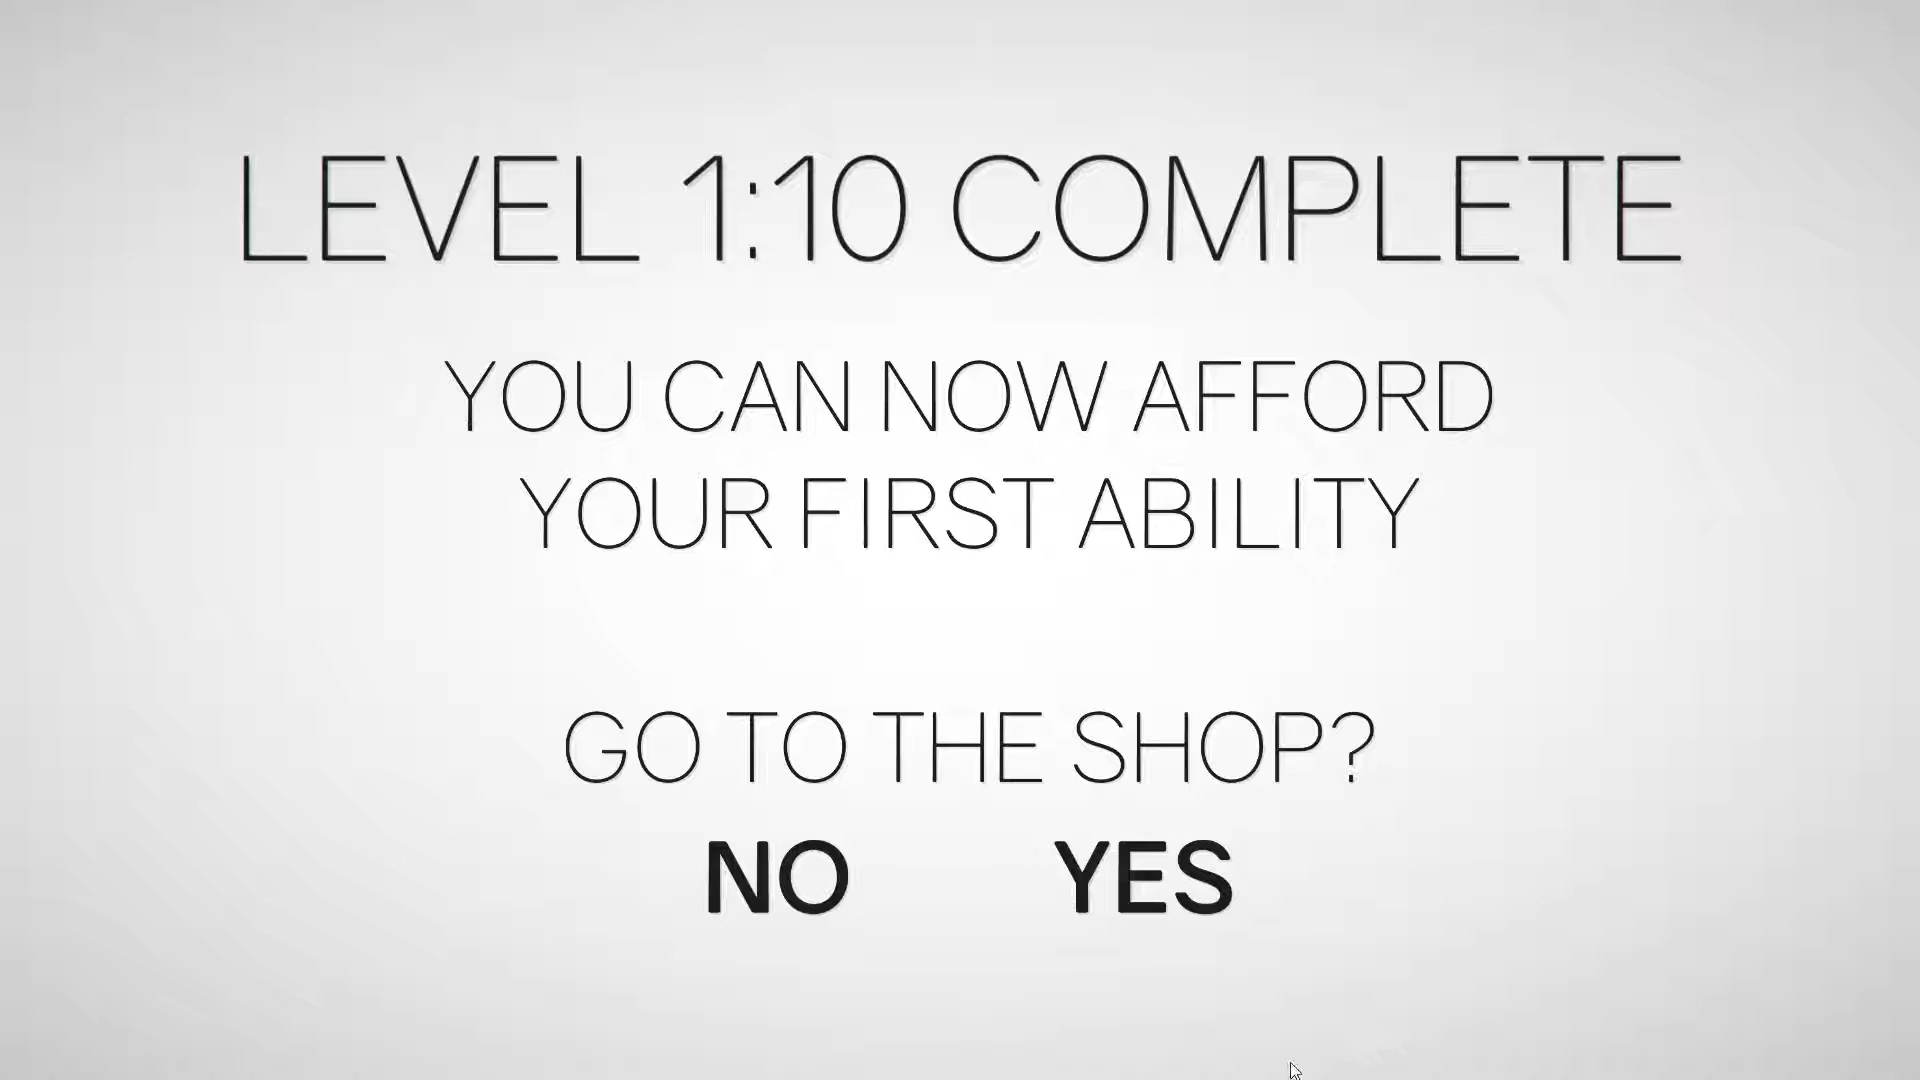 LEVEL 1:10 COMPLETE
YOU CAN NOW AFFORD
YOUR FIRST ABILITY
GO TO THE SHOP?
NO YES